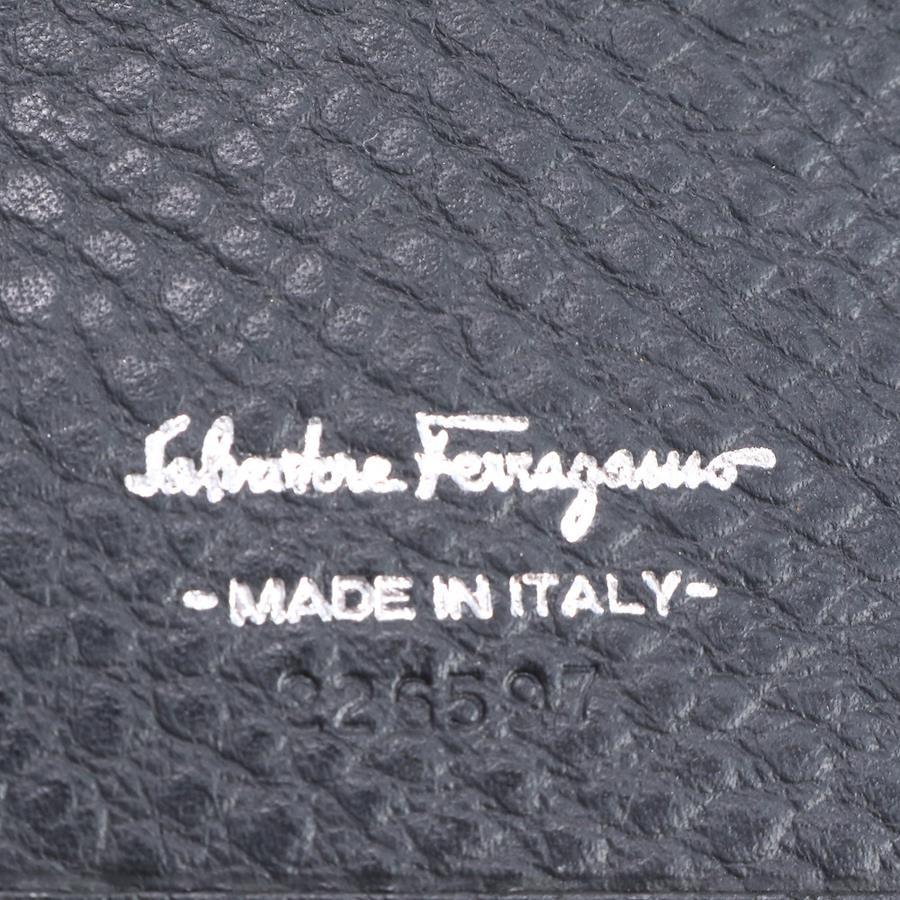 Salvatore Ferragamo
-MADE IN ITALY-
226597